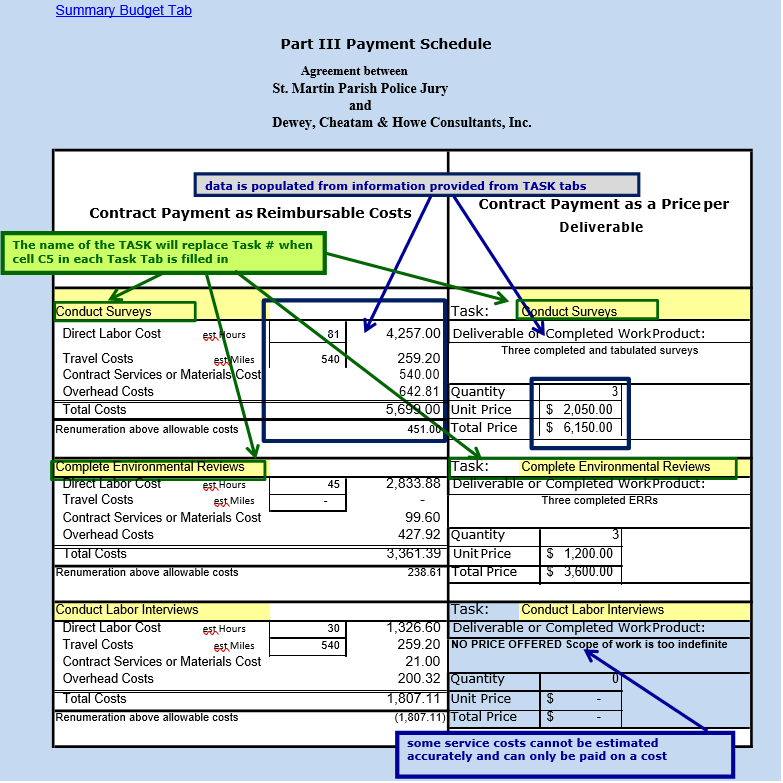 Summary Budget Tab
Part III Payment Schedule
Agreement between
St. Martin Parish Police Jury
and
Dewey, Cheatam & Howe Consultants, Inc.
data is populated from information provided from TASK tabs
Contract Payment as Reimbursable Costs
Contract Payment as a Price per
Deliverable
The name of the TASK will replace Task # when
cell C5 in each Task Tab is filled in
Conduct Surveys
Direct Labor Cost est Hours 81 4,257.00
Travel Costs est Miles 540 259.20
Contract Services or Materials Cost 540.00
Overhead Costs 642.81
Total Costs 5,699.00
Renumeration above allowable costs 451.00
Task: Conduct Surveys
Deliverable or Completed Work Product:
Three completed and tabulated surveys
Quantity 3
Unit Price $ 2,050.00
Total Price $ 6,150.00
Complete Environmental Reviews
Direct Labor Cost est Hours 45 2,833.88
Travel Costs est Miles - -
Contract Services or Materials Cost 99.60
Overhead Costs 427.92
Total Costs 3,361.39
Renumeration above allowable costs 238.61
Task: Complete Environmental Reviews
Deliverable or Completed Work Product:
Three completed ERRs
Quantity 3
Unit Price $ 1,200.00
Total Price $ 3,600.00
Conduct Labor Interviews
Direct Labor Cost est Hours 30 1,326.60
Travel Costs est Miles 540 259.20
Contract Services or Materials Cost 21.00
Overhead Costs 200.32
Total Costs 1,807.11
Renumeration above allowable costs (1,807.11)
Task: Conduct Labor Interviews
Deliverable or Completed Work Product:
NO PRICE OFFERED Scope of work is too indefinite
Quantity 0
Unit Price $ -
Total Price $ -
some service costs cannot be estimated
accurately and can only be paid on a cost